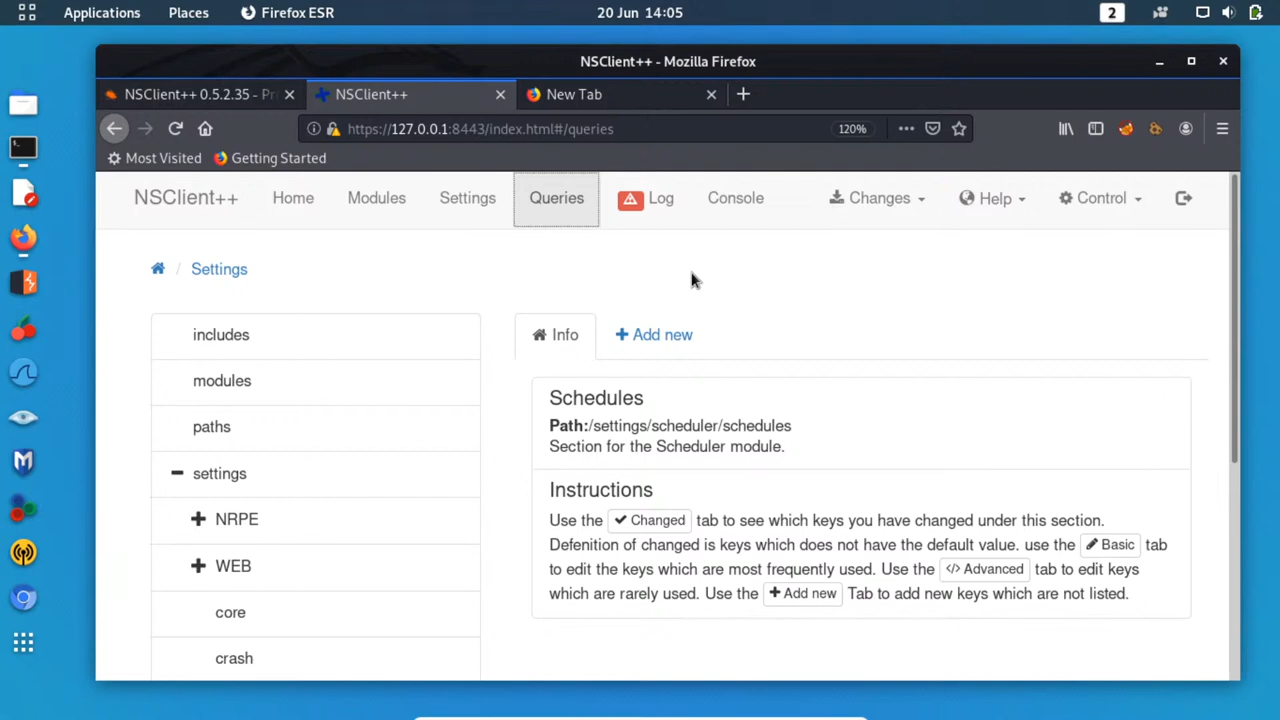 Applications Places Firefox ESR 20 Jun 14:05 2
NSClient++ - Mozilla Firefox
NSClient++ 0.5.2.35 - Pri NSClient++ New Tab
https://127.0.0.1:8443/index.html#/queries 120%
Most Visited Getting Started
NSClient++ Home Modules Settings Queries Log Console Changes Help Control
/ Settings
includes
modules
paths
settings
NRPE
WEB
core
crash
Info Add new
Schedules
Path:/settings/scheduler/schedules
Section for the Scheduler module.
Instructions
Use the Changed tab to see which keys you have changed under this section.
Defenition of changed is keys which does not have the default value. use the Basic tab
to edit the keys which are most frequently used. Use the </> Advanced tab to edit keys
which are rarely used. Use the + Add new Tab to add new keys which are not listed.